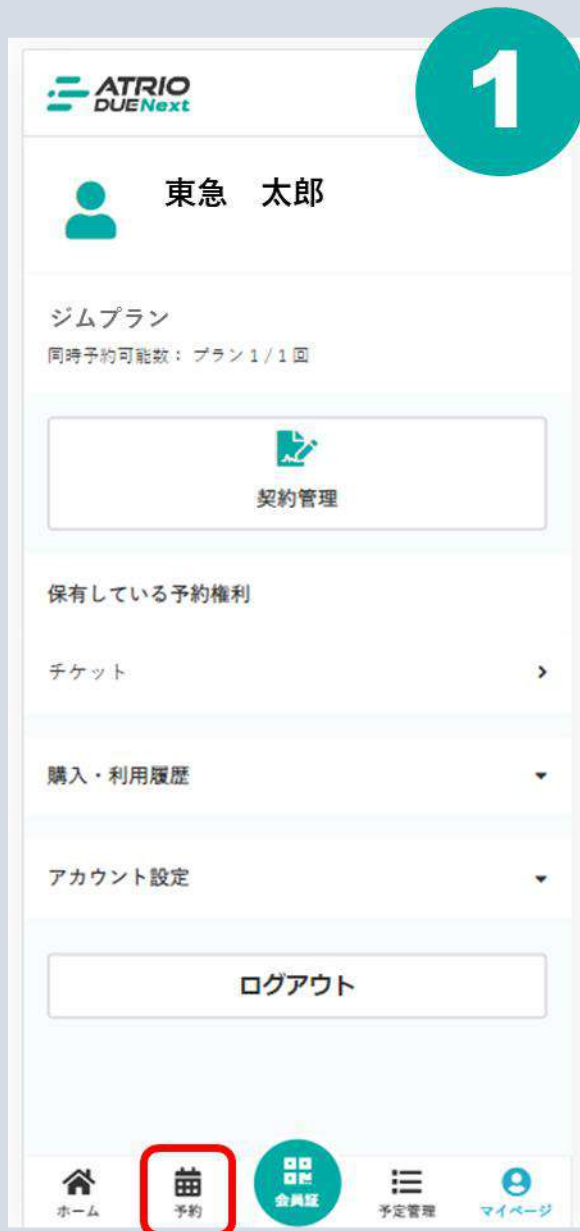 1
ATRIO
DUENext
東急　太郎
ジムプラン
同時予約可能数： プラン 1 / 1 回
契約管理
保有している予約権利
チケット
購入・利用履歴
アカウント設定
ログアウト
ホーム 予約 会員証 予定管理 マイページ